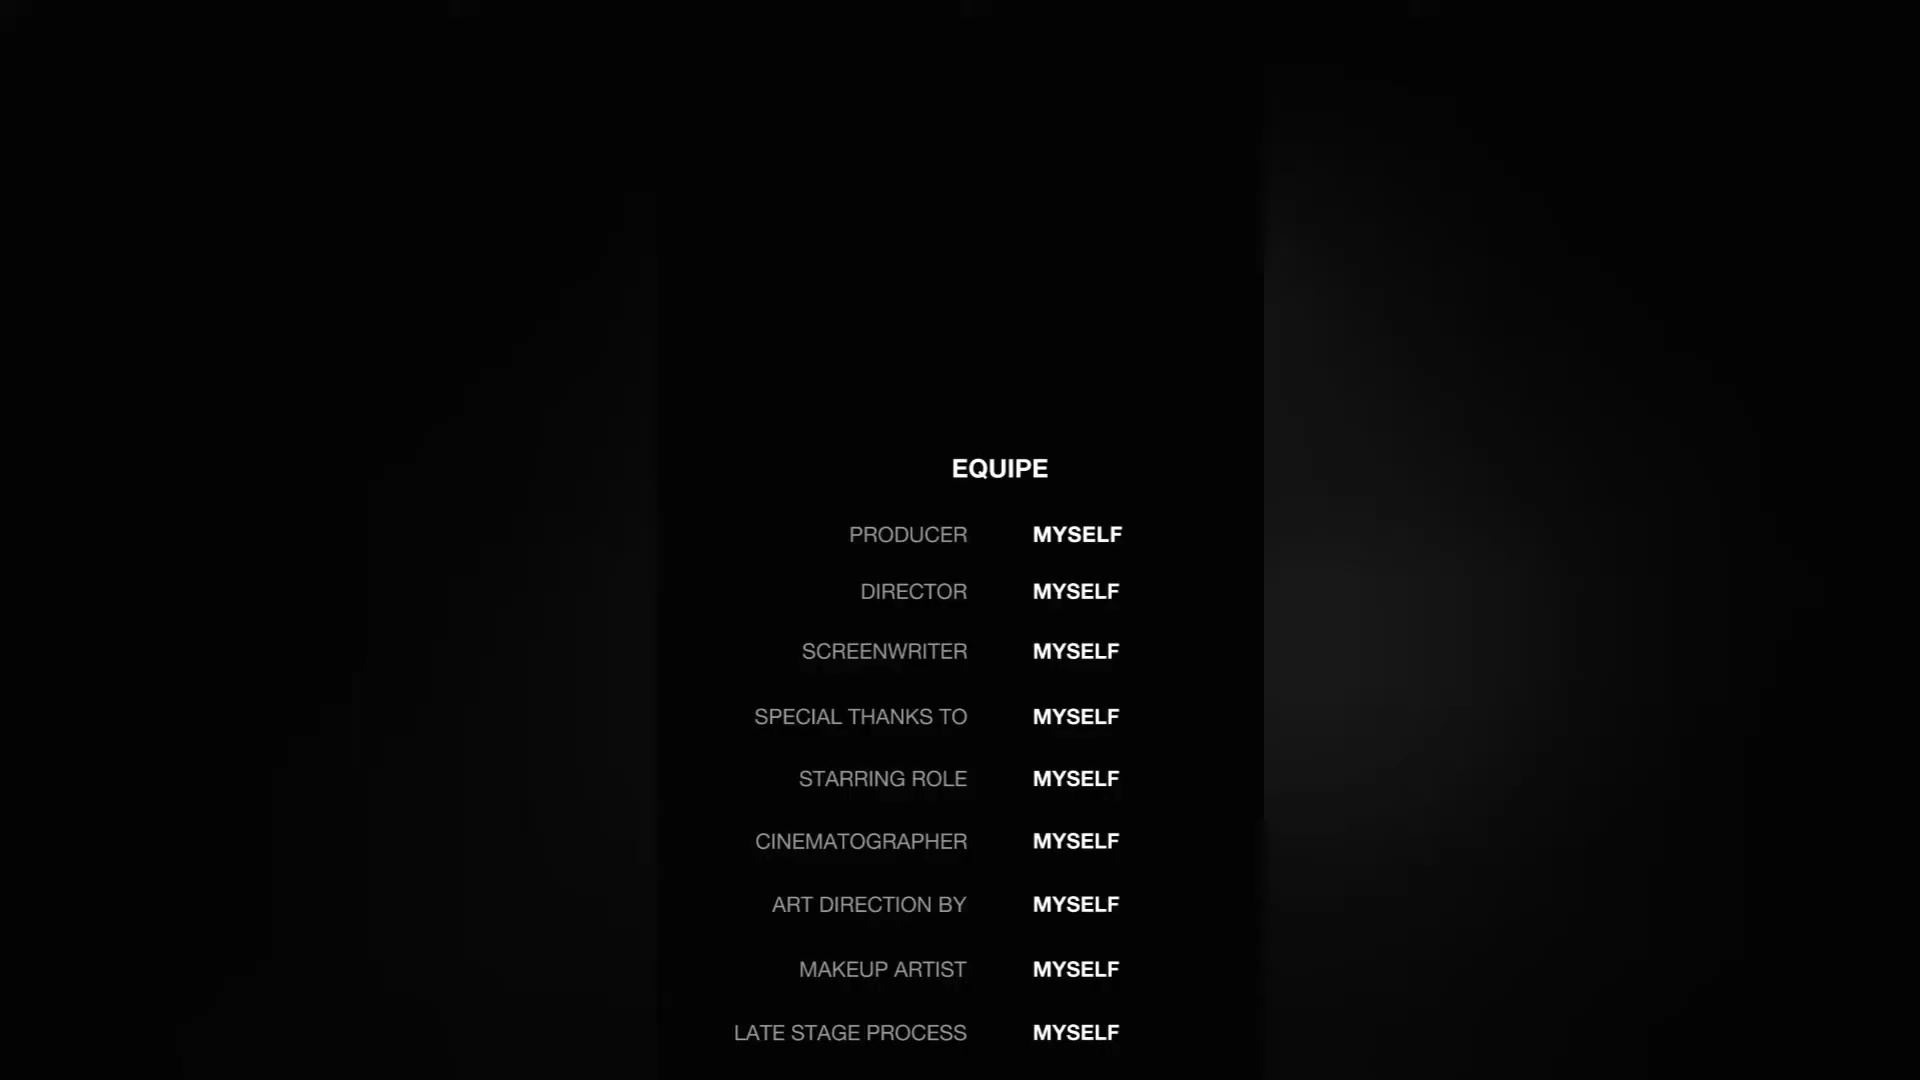 EQUIPE
PRODUCER MYSELF
DIRECTOR MYSELF
SCREENWRITER MYSELF
SPECIAL THANKS TO MYSELF
STARRING ROLE MYSELF
CINEMATOGRAPHER MYSELF
ART DIRECTION BY MYSELF
MAKEUP ARTIST MYSELF
LATE STAGE PROCESS MYSELF